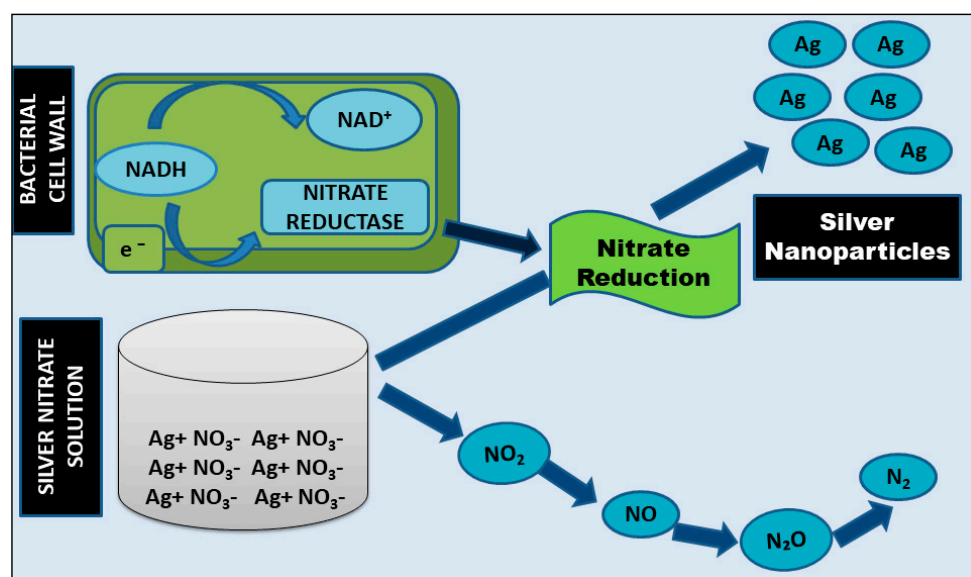 BACTERIAL
CELL WALL
NADH
NAD⁺
NITRATE
REDUCTASE
e⁻
Nitrate
Reduction
Ag
Ag
Ag
Ag
Ag
Ag
Silver
Nanoparticles
SILVER NITRATE
SOLUTION
Ag+ NO₃- Ag+ NO₃-
Ag+ NO₃- Ag+ NO₃-
Ag+ NO₃- Ag+ NO₃-
NO₂
NO
N₂O
N₂